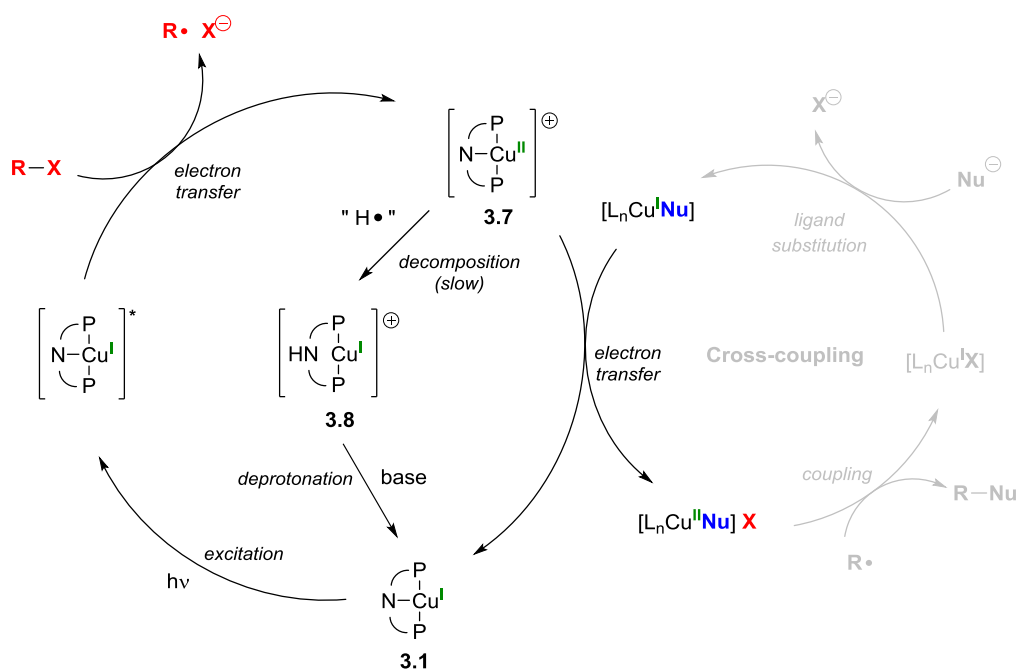 R• X⊖
R–X
electron
transfer
P
N–CuII
P
⊕
3.7
" H• "
decomposition
(slow)
[LnCuINu]
X⊖
Nu⊖
ligand
substitution
P
N–CuI
P
*
P
HN CuI
P
⊕
3.8
electron
transfer
Cross-coupling
[LnCuIX]
deprotonation
base
coupling
R–Nu
[LnCuIINu] X
R•
excitation
hν
P
N–CuI
P
3.1